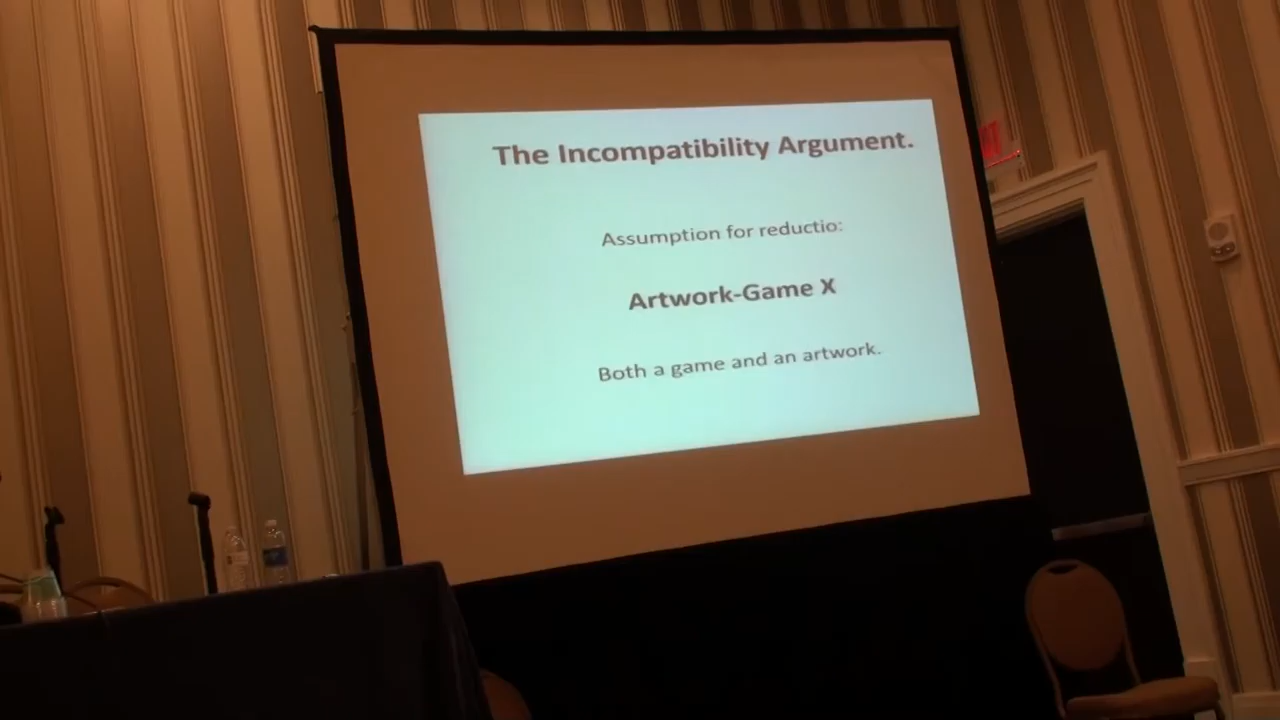 The Incompatibility Argument.
Assumption for reductio:
Artwork-Game X
Both a game and an artwork.